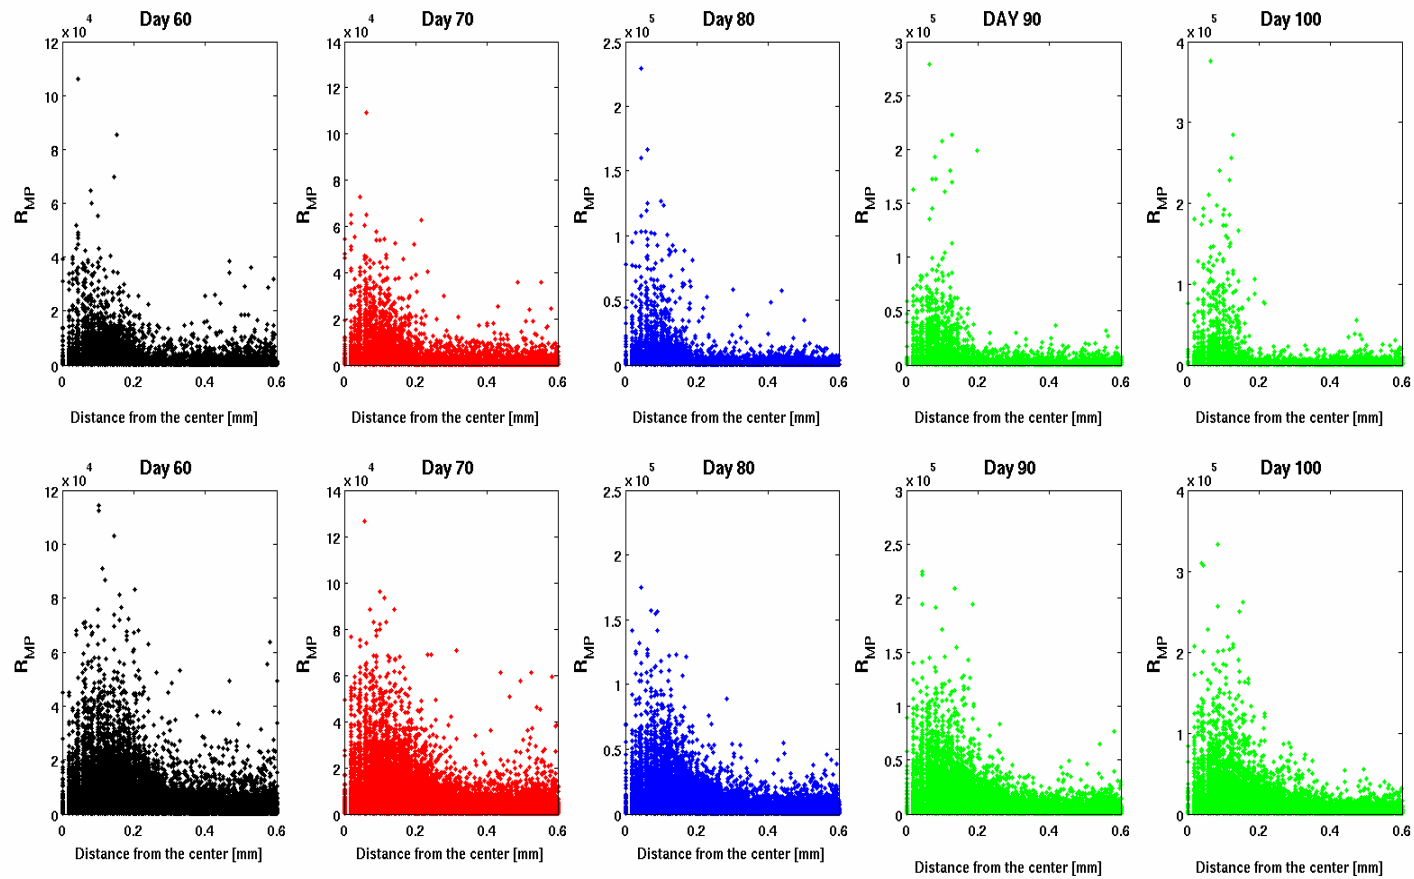 Day 60
x 10 4
12
10
8
6
4
2
0
R_MP
0 0.2 0.4 0.6
Distance from the center [mm]
Day 70
x 10 4
14
12
10
8
6
4
2
0
R_MP
0 0.2 0.4 0.6
Distance from the center [mm]
Day 80
x 10 5
2.5
2
1.5
1
0.5
0
R_MP
0 0.2 0.4 0.6
Distance from the center [mm]
DAY 90
x 10 5
3
2.5
2
1.5
1
0.5
0
R_MP
0 0.2 0.4 0.6
Distance from the center [mm]
Day 100
x 10 5
4
3
2
1
0
R_MP
0 0.2 0.4 0.6
Distance from the center [mm]
Day 60
x 10 4
12
10
8
6
4
2
0
R_MP
0 0.2 0.4 0.6
Distance from the center [mm]
Day 70
x 10 4
14
12
10
8
6
4
2
0
R_MP
0 0.2 0.4 0.6
Distance from the center [mm]
Day 80
x 10 5
2.5
2
1.5
1
0.5
0
R_MP
0 0.2 0.4 0.6
Distance from the center [mm]
Day 90
x 10 5
3
2.5
2
1.5
1
0.5
0
R_MP
0 0.2 0.4 0.6
Distance from the center [mm]
Day 100
x 10 5
4
3
2
1
0
R_MP
0 0.2 0.4 0.6
Distance from the center [mm]